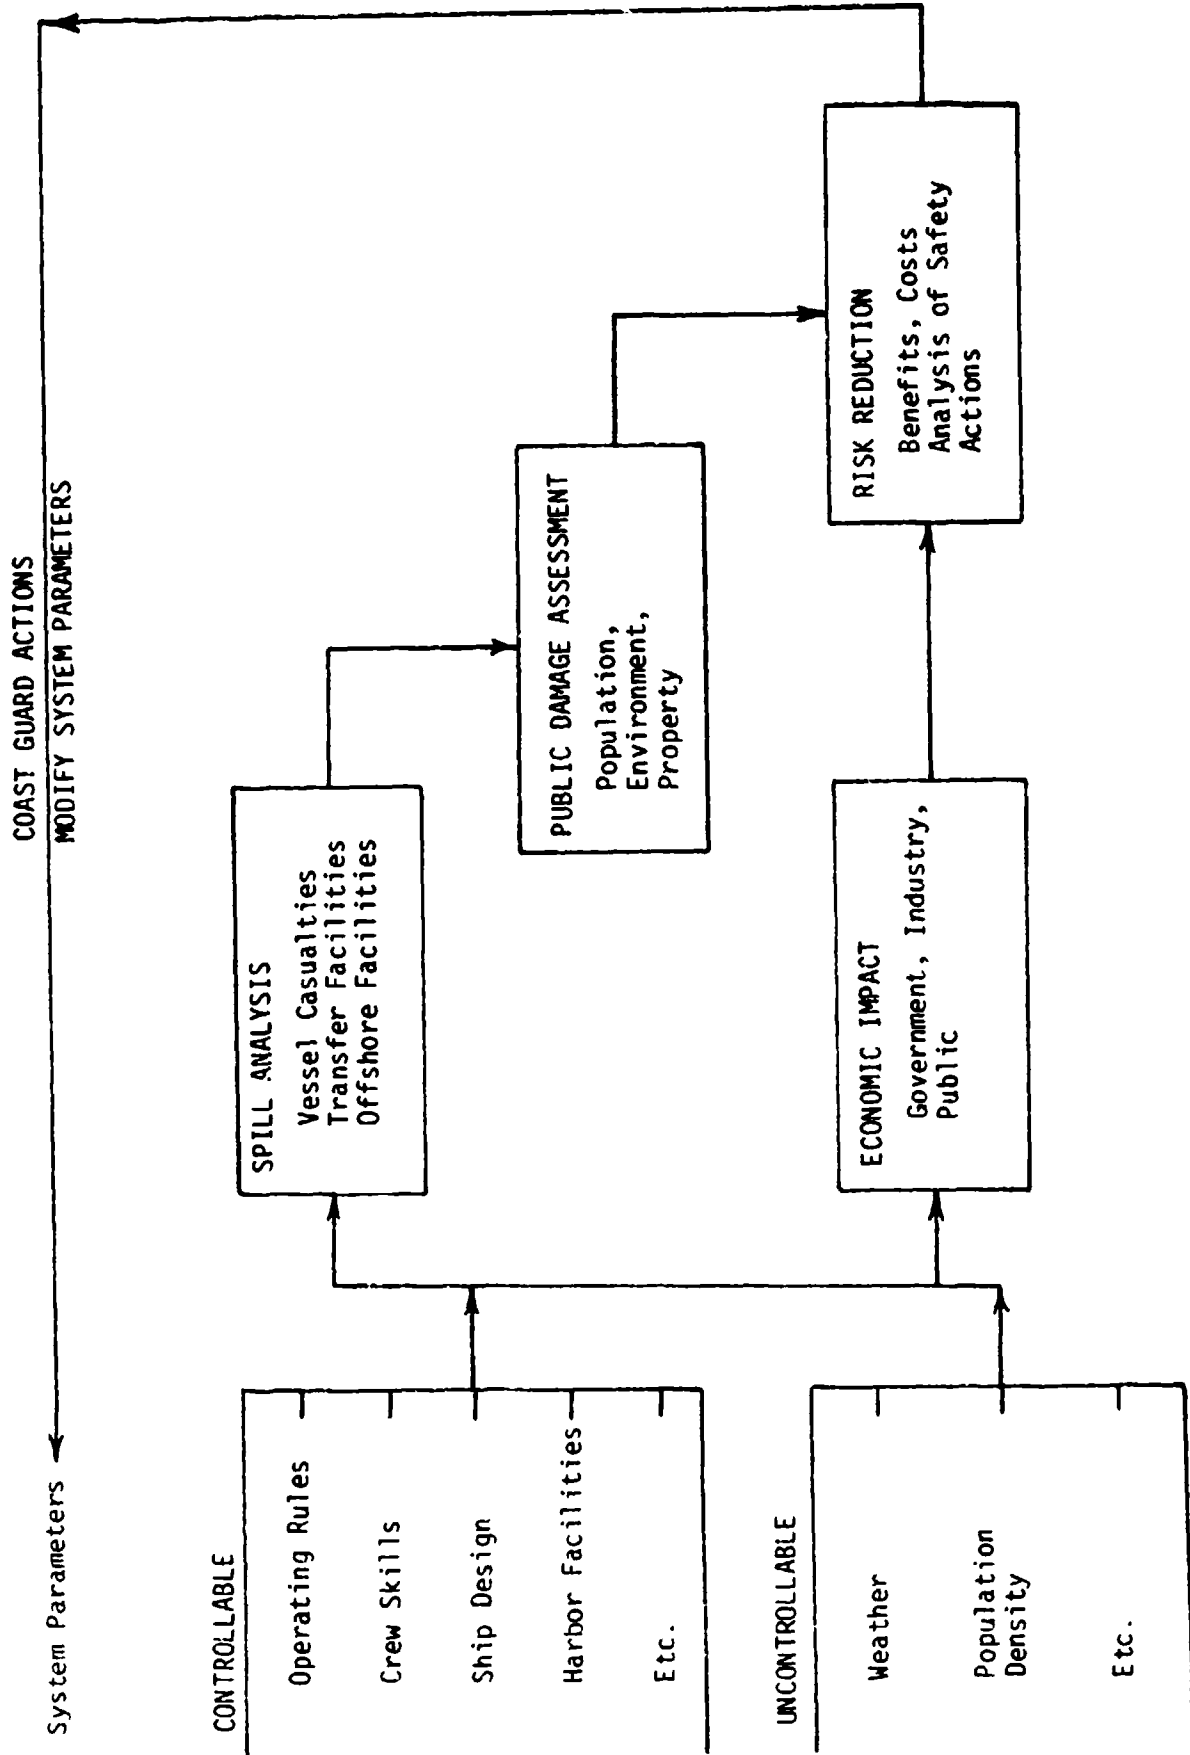 COAST GUARD ACTIONS
MODIFY SYSTEM PARAMETERS
System Parameters
CONTROLLABLE
Operating Rules
Crew Skills
Ship Design
Harbor Facilities
Etc.
UNCONTROLLABLE
Weather
Population
Density
Etc.
SPILL ANALYSIS
Vessel Casualties
Transfer Facilities
Offshore Facilities
PUBLIC DAMAGE ASSESSMENT
Population,
Environment,
Property
ECONOMIC IMPACT
Government, Industry,
Public
RISK REDUCTION
Benefits, Costs
Analysis of Safety
Actions